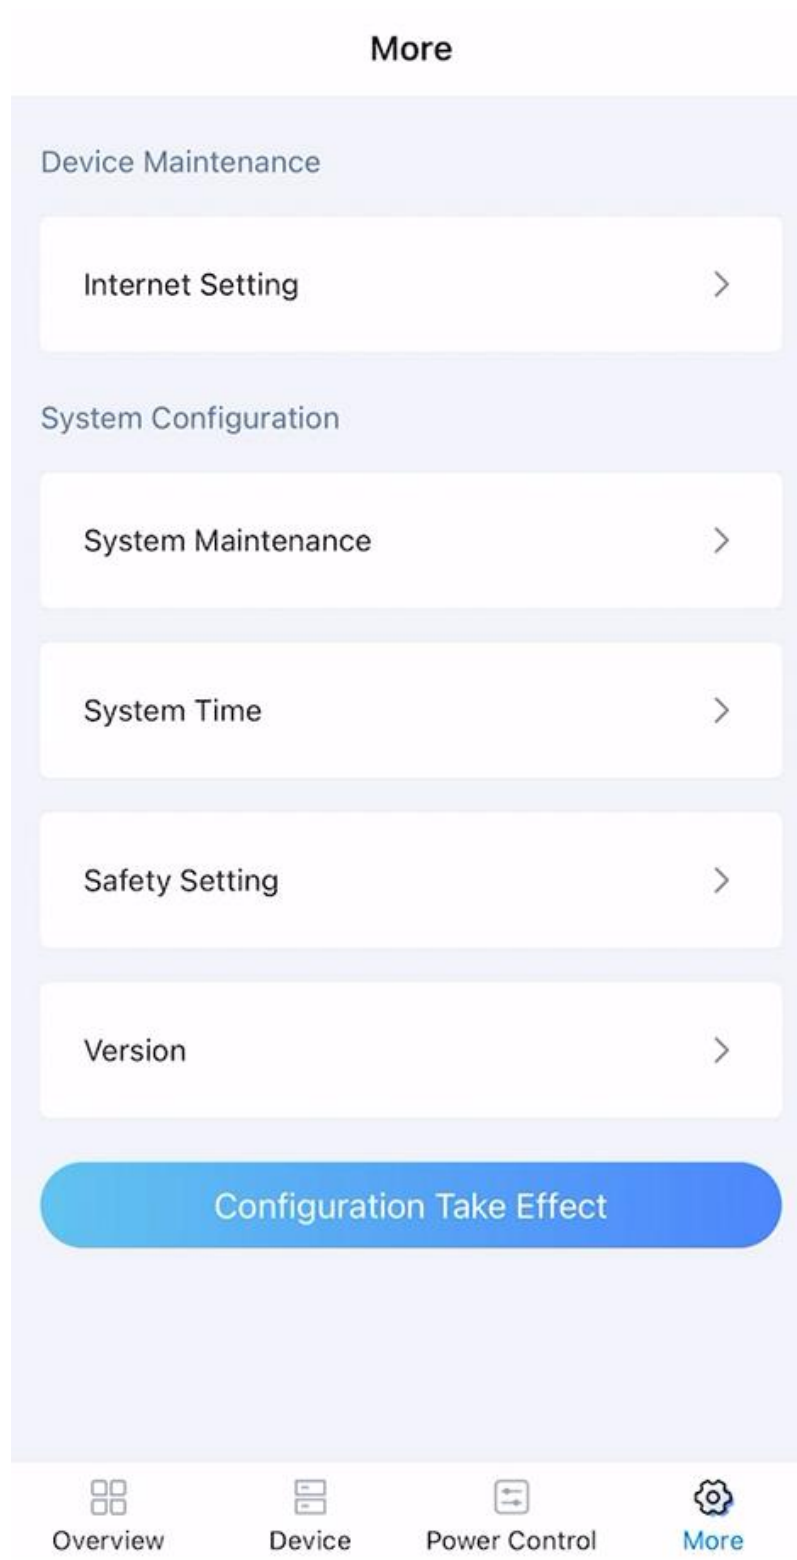 More
Device Maintenance
Internet Setting
System Configuration
System Maintenance
System Time
Safety Setting
Version
Configuration Take Effect
Overview Device Power Control More